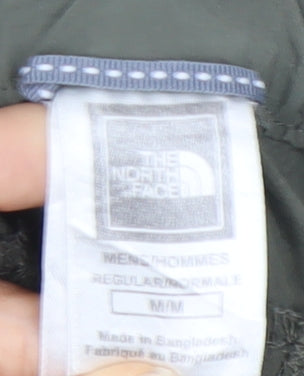 THE
NORTH
FACE
MENS/HOMMES
REGULAR/NORMALE
M/M
Made in Bangladesh
Fabriqué au Bangladesh